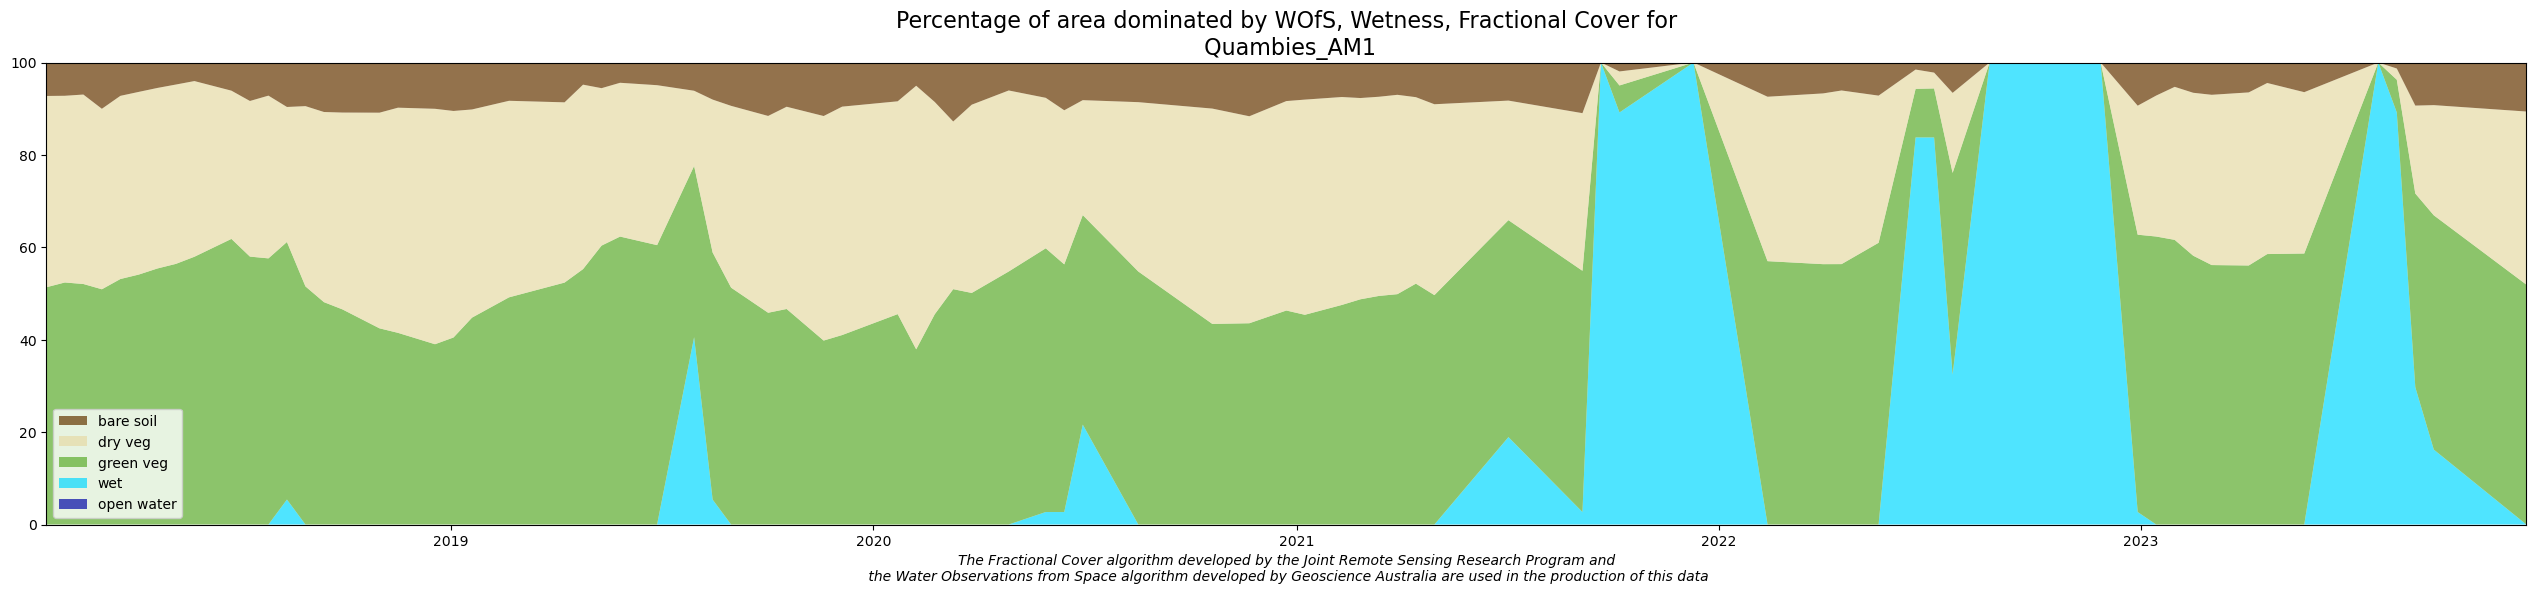 Percentage of area dominated by WOfS, Wetness, Fractional Cover for
Quambies_AM1
100
80
60
40
20
0
bare soil
dry veg
green veg
wet
open water
2019
2020
2021
2022
2023
The Fractional Cover algorithm developed by the Joint Remote Sensing Research Program and
the Water Observations from Space algorithm developed by Geoscience Australia are used in the production of this data